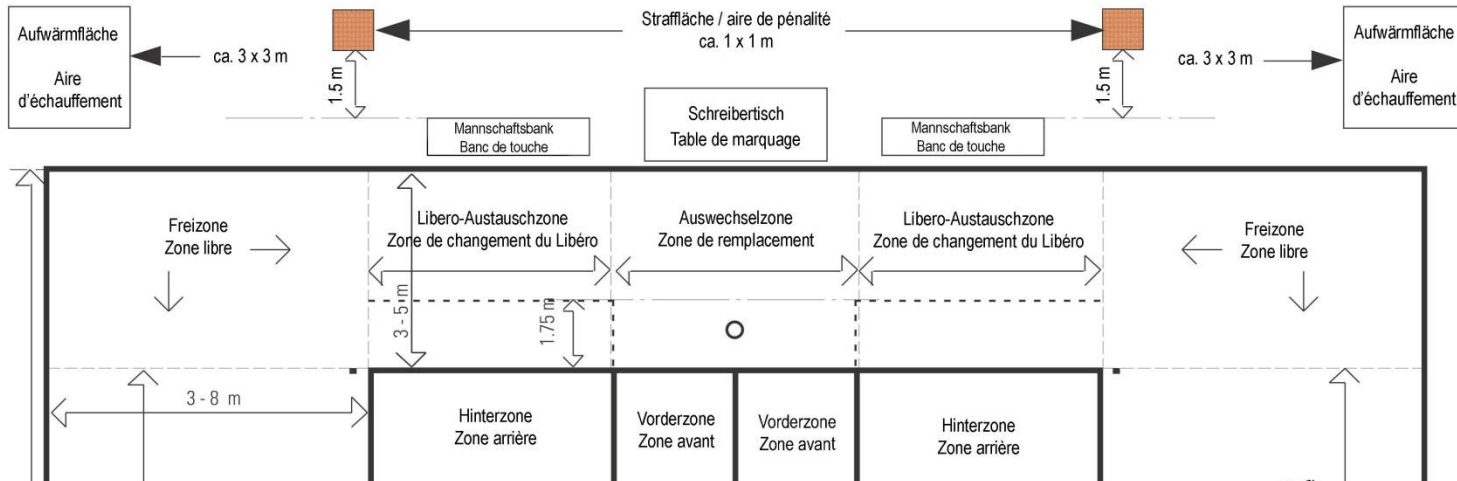 Aufwärmfläche
Aire
d'échauffement
ca. 3 x 3 m
Straffläche / aire de pénalité
ca. 1 x 1 m
ca. 3 x 3 m
Aufwärmfläche
Aire
d'échauffement
1.5 m
1.5 m
Mannschaftsbank
Banc de touche
Schreibertisch
Table de marquage
Mannschaftsbank
Banc de touche
Freizone
Zone libre
Libero-Austauschzone
Zone de changement du Libéro
Auswechselzone
Zone de remplacement
Libero-Austauschzone
Zone de changement du Libéro
Freizone
Zone libre
3 - 5 m
1.75 m
3 - 8 m
Hinterzone
Zone arrière
Vorderzone
Zone avant
Vorderzone
Zone avant
Hinterzone
Zone arrière